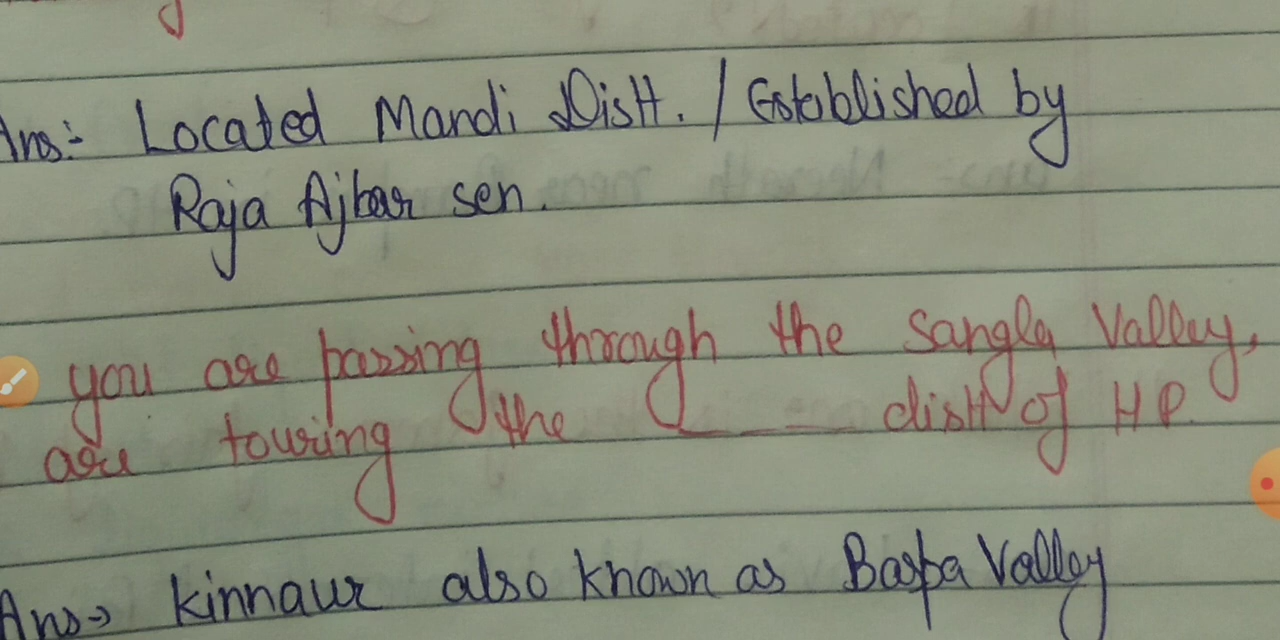 Ans:- Located Mandi Distt. / Established by
Raja Ajbar sen.
you are passing through the Sangla Valley,
are touring the ____ distt of HP.
Ans→ Kinnaur also known as Baspa Valley